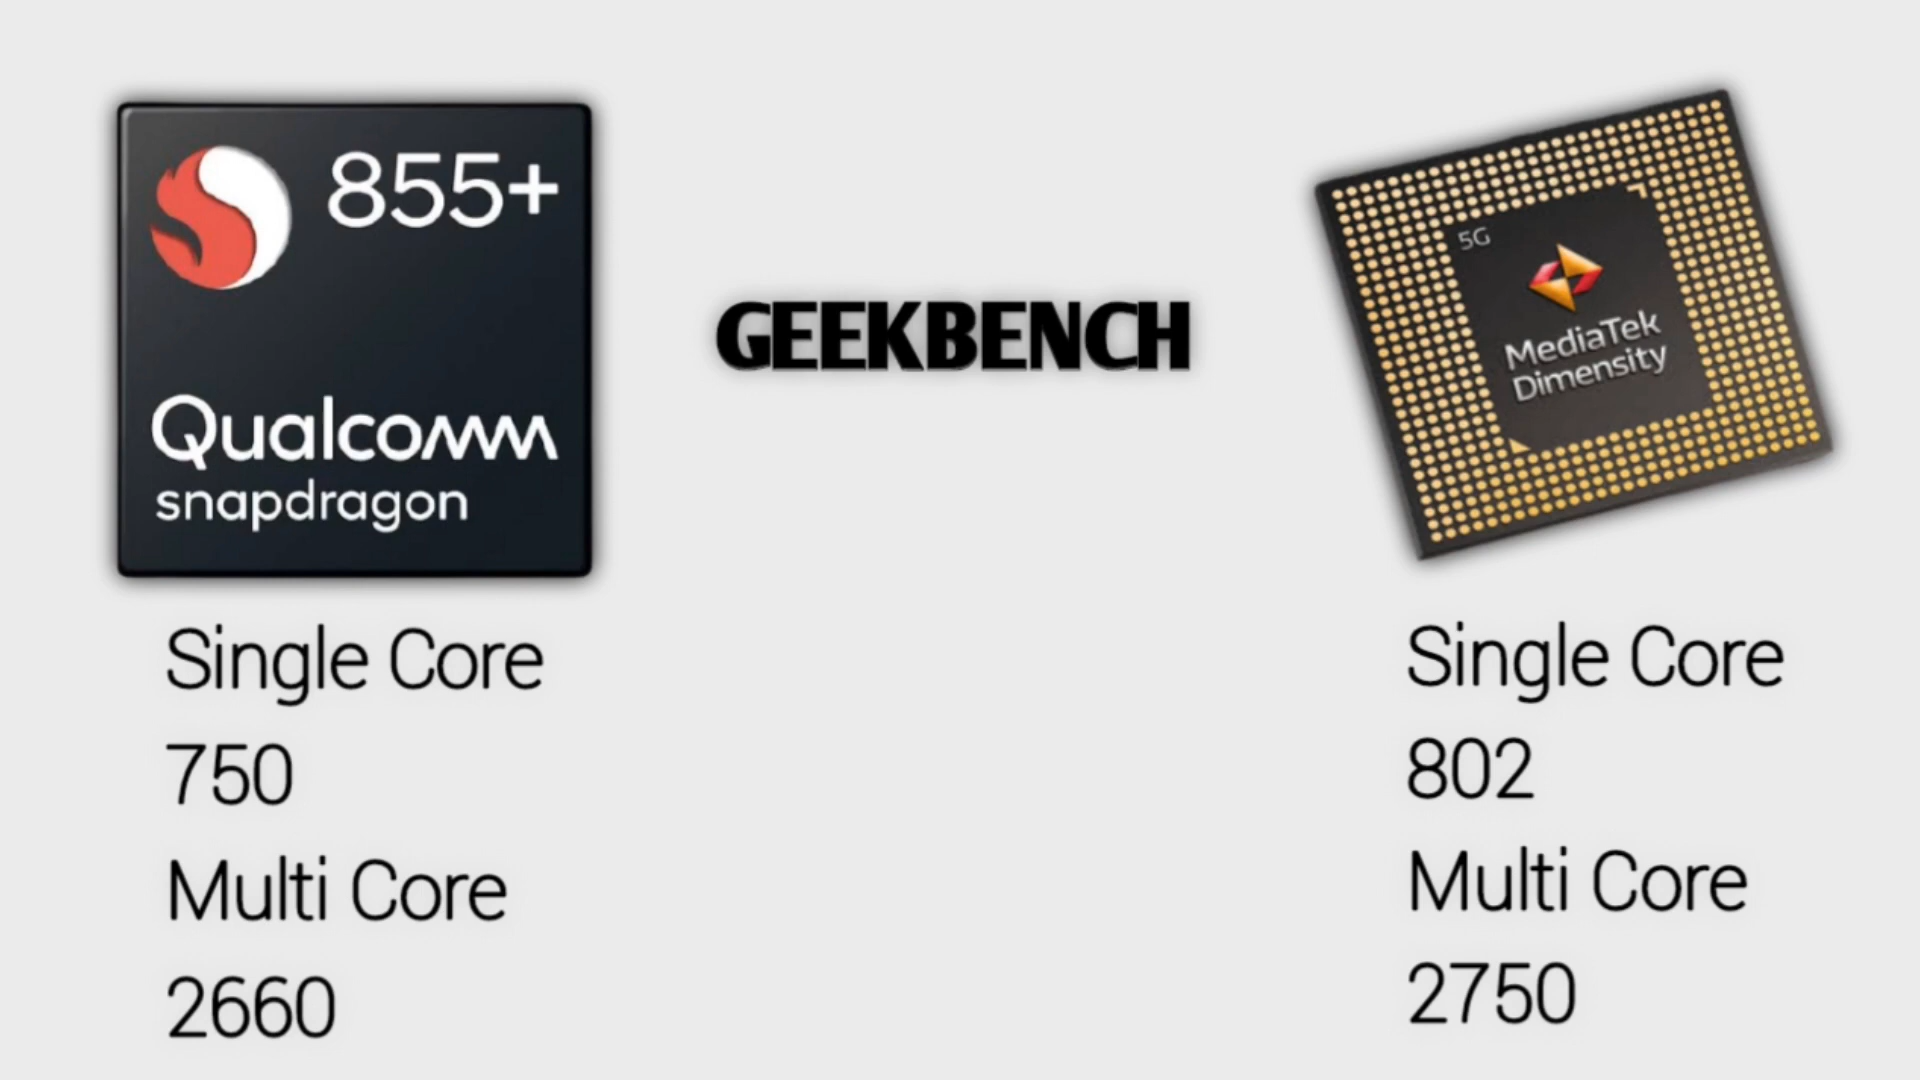 855+
Qualcomm
snapdragon
GEEKBENCH
5G
MediaTek
Dimensity
Single Core
750
Multi Core
2660
Single Core
802
Multi Core
2750